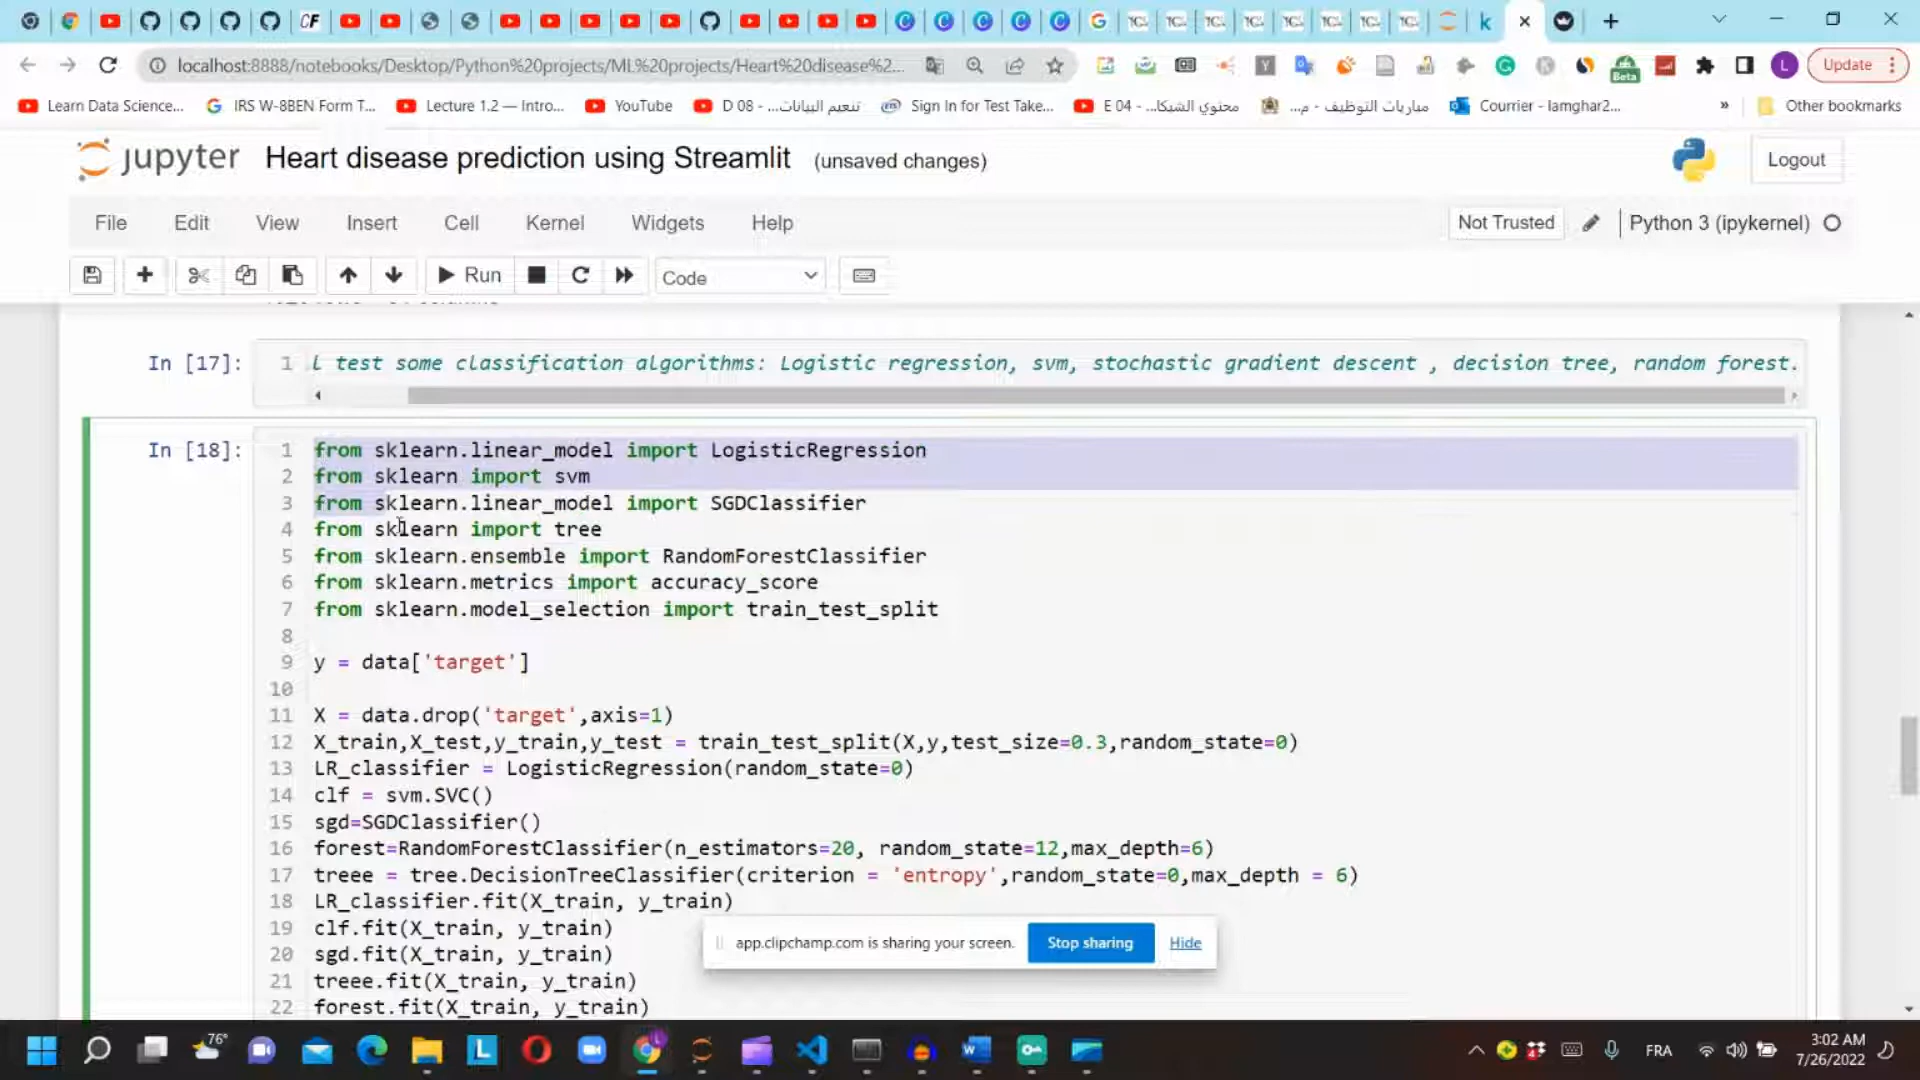 CF
localhost:8888/notebooks/Desktop/Python%20projects/ML%20projects/Heart%20disease%2...
Beta
L
Update
Learn Data Science...
IRS W-8BEN Form T...
Lecture 1.2 — Intro...
YouTube
D 08 - ...تنعيم البيانات
Sign In for Test Take...
E 04 - ...محتوي الشبكا
مباريات التوظيف - م...
Courrier - lamghar2...
»
Other bookmarks
jupyter
Heart disease prediction using Streamlit
(unsaved changes)
Logout
File
Edit
View
Insert
Cell
Kernel
Widgets
Help
Not Trusted
Python 3 (ipykernel)
Run
Code
In [17]:
1
l test some classification algorithms: Logistic regression, svm, stochastic gradient descent , decision tree, random forest.
In [18]:
1 from sklearn.linear_model import LogisticRegression
2 from sklearn import svm
3 from sklearn.linear_model import SGDClassifier
4 from sklearn import tree
5 from sklearn.ensemble import RandomForestClassifier
6 from sklearn.metrics import accuracy_score
7 from sklearn.model_selection import train_test_split
8
9 y = data['target']
10
11 X = data.drop('target',axis=1)
12 X_train,X_test,y_train,y_test = train_test_split(X,y,test_size=0.3,random_state=0)
13 LR_classifier = LogisticRegression(random_state=0)
14 clf = svm.SVC()
15 sgd=SGDClassifier()
16 forest=RandomForestClassifier(n_estimators=20, random_state=12,max_depth=6)
17 treee = tree.DecisionTreeClassifier(criterion = 'entropy',random_state=0,max_depth = 6)
18 LR_classifier.fit(X_train, y_train)
19 clf.fit(X_train, y_train)
20 sgd.fit(X_train, y_train)
21 treee.fit(X_train, y_train)
22 forest.fit(X_train, y_train)
app.clipchamp.com is sharing your screen.
Stop sharing
Hide
76°
FRA
3:02 AM
7/26/2022